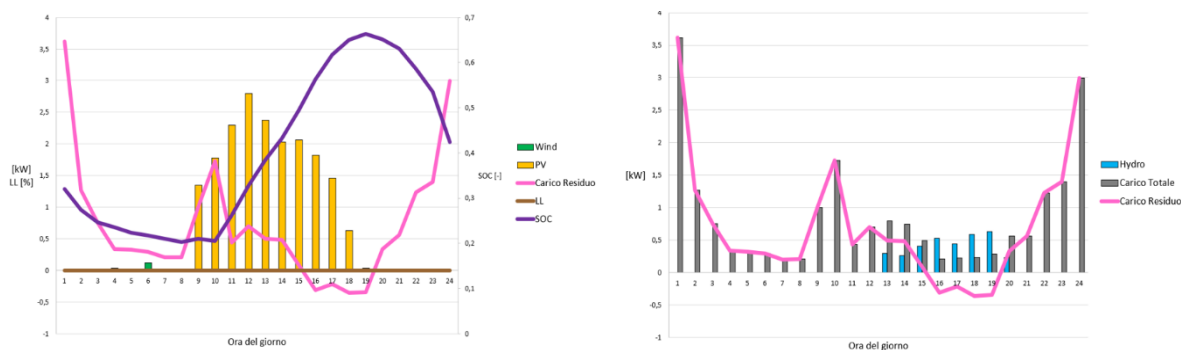 4
3,5
3
2,5
2
1,5
1
0,5
0
-0,5
-1
[kW]
LL [%]
0,7
0,6
0,5
0,4
0,3
0,2
0,1
0
SOC [-]
1 2 3 4 5 6 7 8 9 10 11 12 13 14 15 16 17 18 19 20 21 22 23 24
Ora del giorno
Wind
PV
Carico Residuo
LL
SOC
4
3,5
3
2,5
2
1,5
1
0,5
0
-0,5
-1
[kW]
1 2 3 4 5 6 7 8 9 10 11 12 13 14 15 16 17 18 19 20 21 22 23 24
Ora del giorno
Hydro
Carico Totale
Carico Residuo